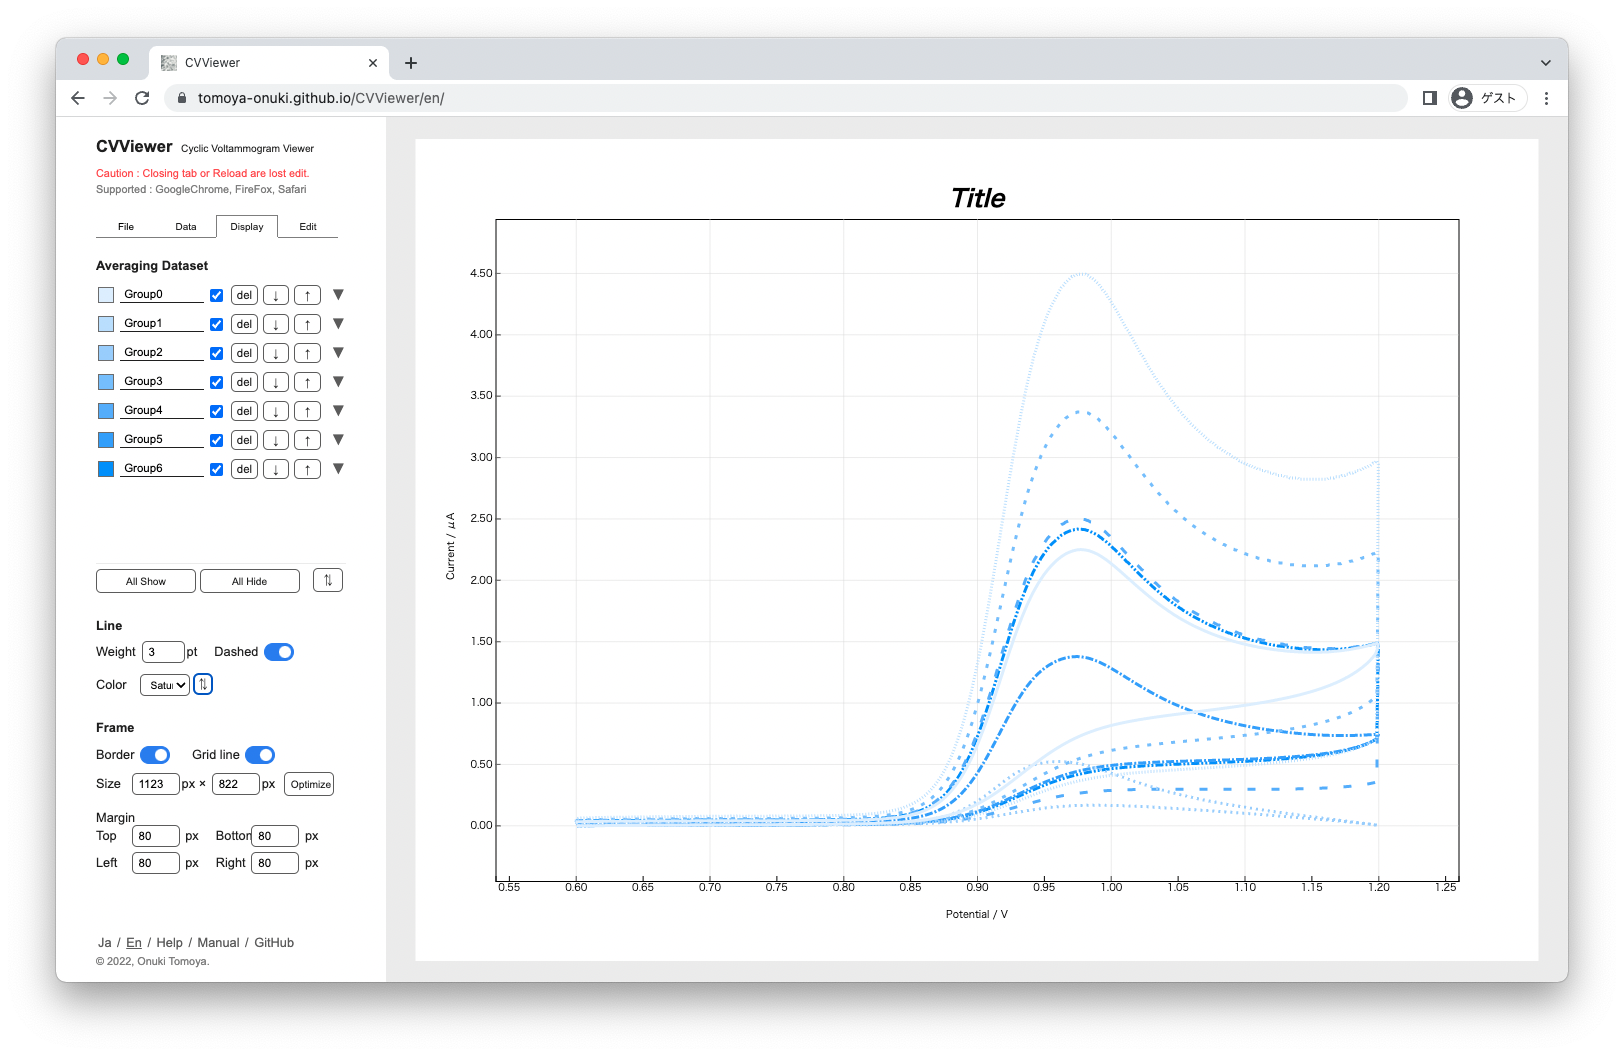 CVViewer
tomoya-onuki.github.io/CVViewer/en/
ゲスト
CVViewer Cyclic Voltammogram Viewer
Caution : Closing tab or Reload are lost edit.
Supported : GoogleChrome, FireFox, Safari
File Data Display Edit
Averaging Dataset
Group0 del ↓ ↑ ▼
Group1 del ↓ ↑ ▼
Group2 del ↓ ↑ ▼
Group3 del ↓ ↑ ▼
Group4 del ↓ ↑ ▼
Group5 del ↓ ↑ ▼
Group6 del ↓ ↑ ▼
All Show All Hide ⇅
Line
Weight 3 pt Dashed
Color Satu ⇅
Frame
Border Grid line
Size 1123 px × 822 px Optimize
Margin
Top 80 px Bottom 80 px
Left 80 px Right 80 px
Ja / En / Help / Manual / GitHub
© 2022, Onuki Tomoya.
Title
4.50
4.00
3.50
3.00
2.50
2.00
1.50
1.00
0.50
0.00
Current / μA
0.55 0.60 0.65 0.70 0.75 0.80 0.85 0.90 0.95 1.00 1.05 1.10 1.15 1.20 1.25
Potential / V